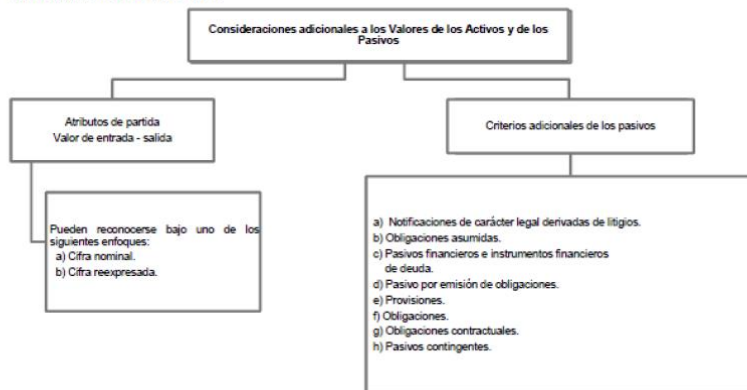 Consideraciones adicionales a los Valores de los Activos y de los
Pasivos
Atributos de partida
Valor de entrada - salida
Criterios adicionales de los pasivos
Pueden reconocerse bajo uno de los
siguientes enfoques:
a) Cifra nominal.
b) Cifra reexpresada.
a) Notificaciones de carácter legal derivadas de litigios.
b) Obligaciones asumidas.
c) Pasivos financieros e instrumentos financieros
de deuda.
d) Pasivo por emisión de obligaciones.
e) Provisiones.
f) Obligaciones.
g) Obligaciones contractuales.
h) Pasivos contingentes.